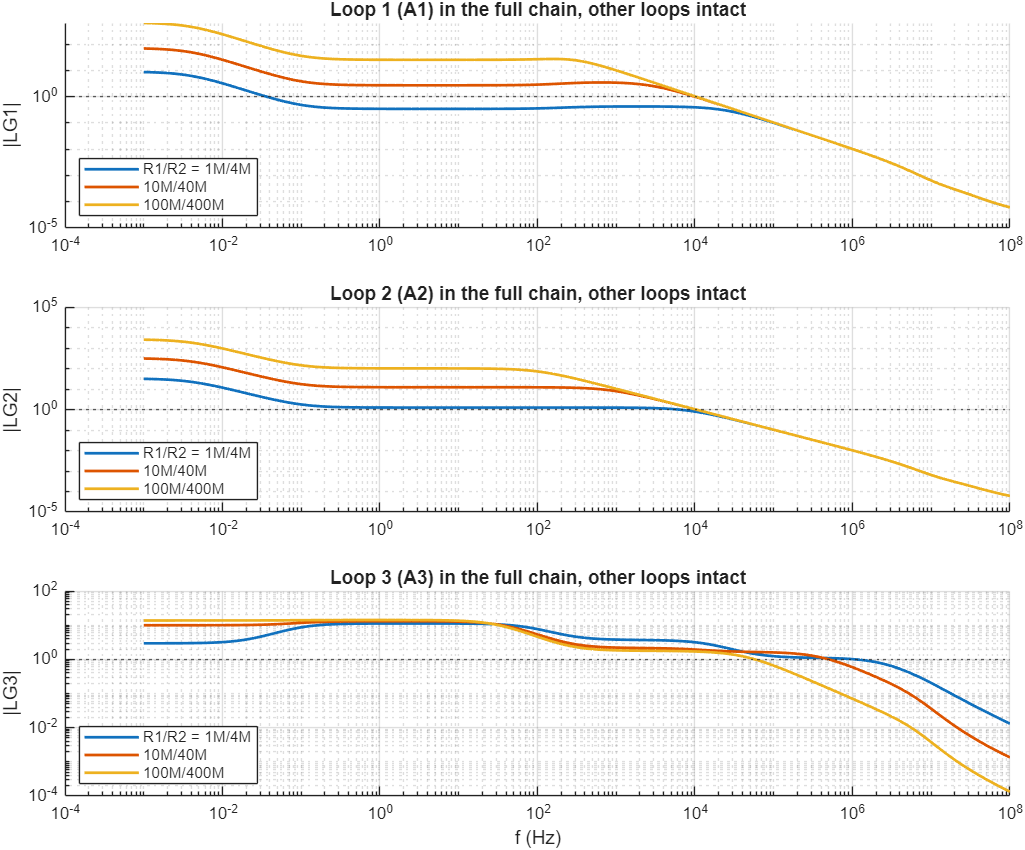 Loop 1 (A1) in the full chain, other loops intact
|LG1|
10^0
10^-5
R1/R2 = 1M/4M
10M/40M
100M/400M
10^-4 10^-2 10^0 10^2 10^4 10^6 10^8
Loop 2 (A2) in the full chain, other loops intact
|LG2|
10^5
10^0
10^-5
R1/R2 = 1M/4M
10M/40M
100M/400M
10^-4 10^-2 10^0 10^2 10^4 10^6 10^8
Loop 3 (A3) in the full chain, other loops intact
|LG3|
10^2
10^0
10^-2
10^-4
R1/R2 = 1M/4M
10M/40M
100M/400M
10^-4 10^-2 10^0 10^2 10^4 10^6 10^8
f (Hz)